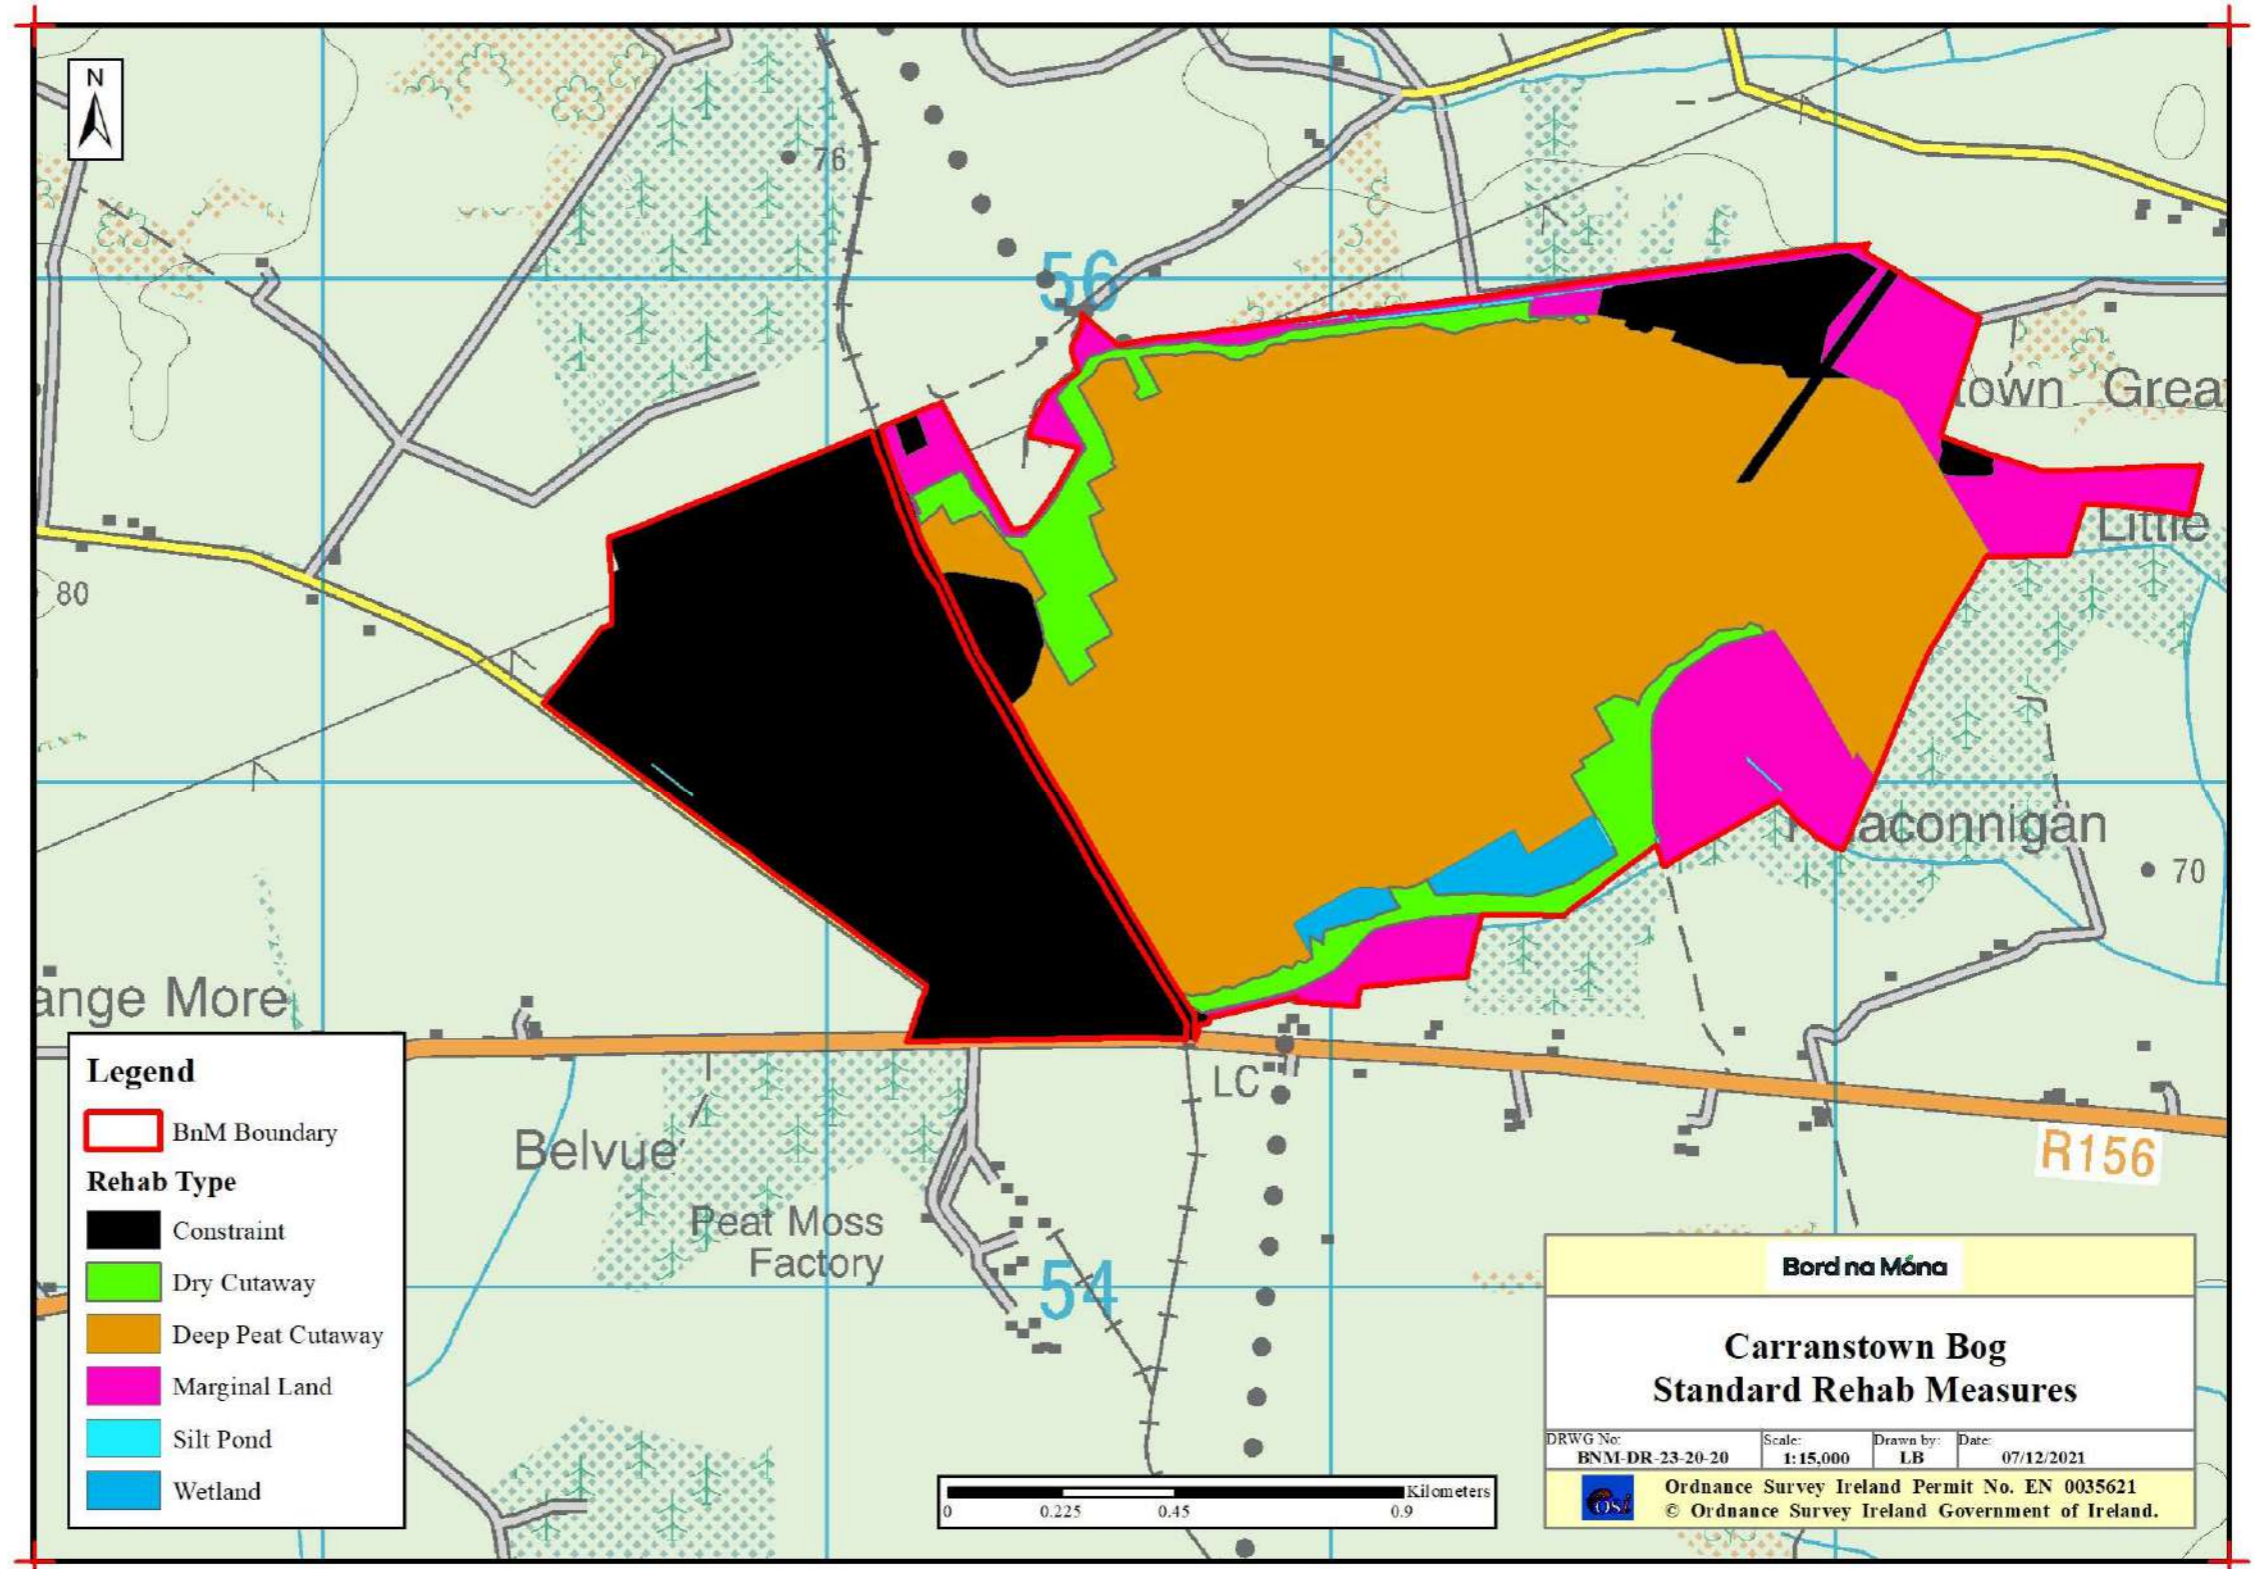 N
76
56
town Grea
Little
80
aconnigan
70
ange More
LC
Belvue
R156
Peat Moss
Factory
54
Legend
BnM Boundary
Rehab Type
Constraint
Dry Cutaway
Deep Peat Cutaway
Marginal Land
Silt Pond
Wetland
Kilometers
0 0.225 0.45 0.9
Bord na Móna
Carranstown Bog
Standard Rehab Measures
DRWG No: Scale: Drawn by: Date:
BNM-DR-23-20-20 1:15,000 LB 07/12/2021
osi
Ordnance Survey Ireland Permit No. EN 0035621
© Ordnance Survey Ireland Government of Ireland.